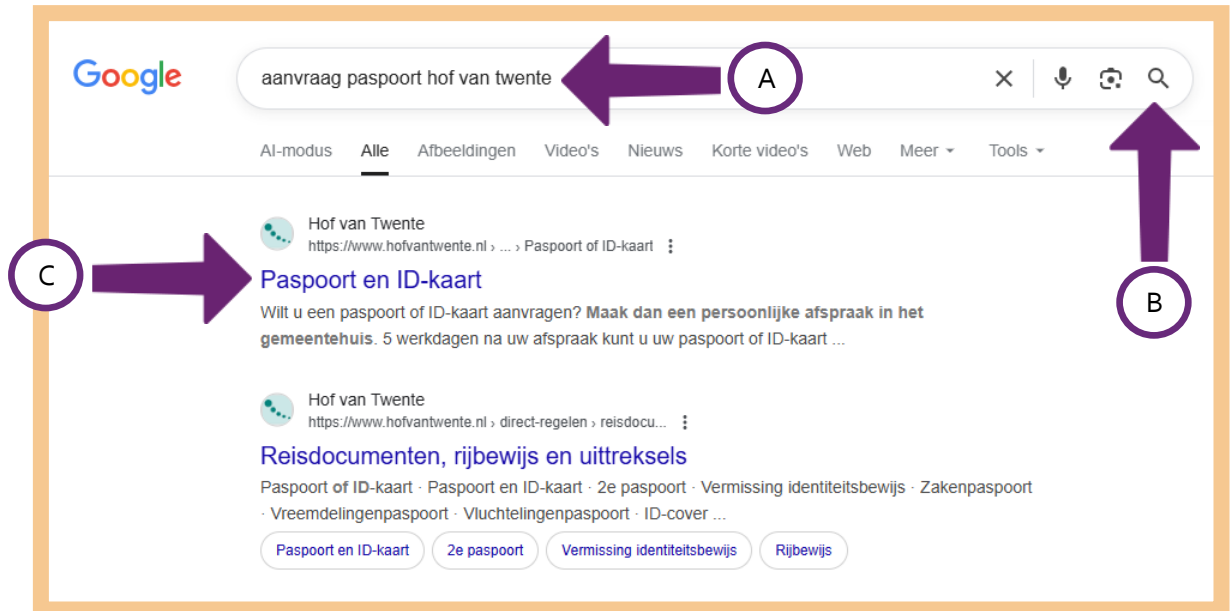 Google
aanvraag paspoort hof van twente
A
AI-modus Alle Afbeeldingen Video's Nieuws Korte video's Web Meer Tools
Hof van Twente
https://www.hofvantwente.nl › ... › Paspoort of ID-kaart
C
Paspoort en ID-kaart
B
Wilt u een paspoort of ID-kaart aanvragen? Maak dan een persoonlijke afspraak in het
gemeentehuis. 5 werkdagen na uw afspraak kunt u uw paspoort of ID-kaart ...
Hof van Twente
https://www.hofvantwente.nl › direct-regelen › reisdocu...
Reisdocumenten, rijbewijs en uittreksels
Paspoort of ID-kaart · Paspoort en ID-kaart · 2e paspoort · Vermissing identiteitsbewijs · Zakenpaspoort
· Vreemdelingenpaspoort · Vluchtelingenpaspoort · ID-cover ...
Paspoort en ID-kaart 2e paspoort Vermissing identiteitsbewijs Rijbewijs